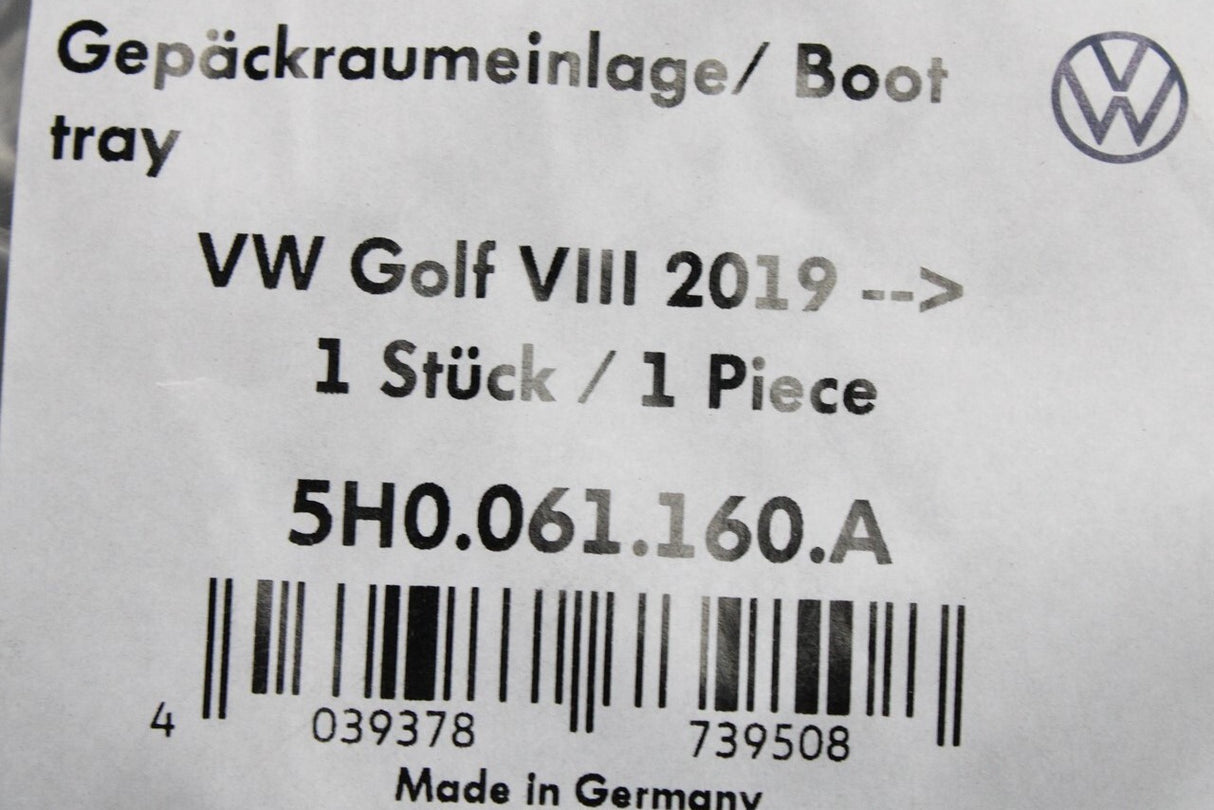 Gepäckraumeinlage/ Boot
tray
VW Golf VIII 2019 -->
1 Stück / 1 Piece
5H0.061.160.A
4 039378 739508
Made in Germany